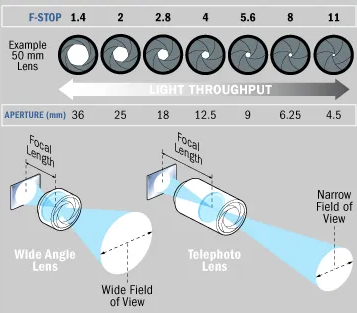 F-STOP 1.4 2 2.8 4 5.6 8 11
Example
50 mm
Lens
LIGHT THROUGHPUT
APERTURE (mm) 36 25 18 12.5 9 6.25 4.5
Focal
Length
Wide Angle
Lens
Wide Field
of View
Focal
Length
Telephoto
Lens
Narrow
Field of
View